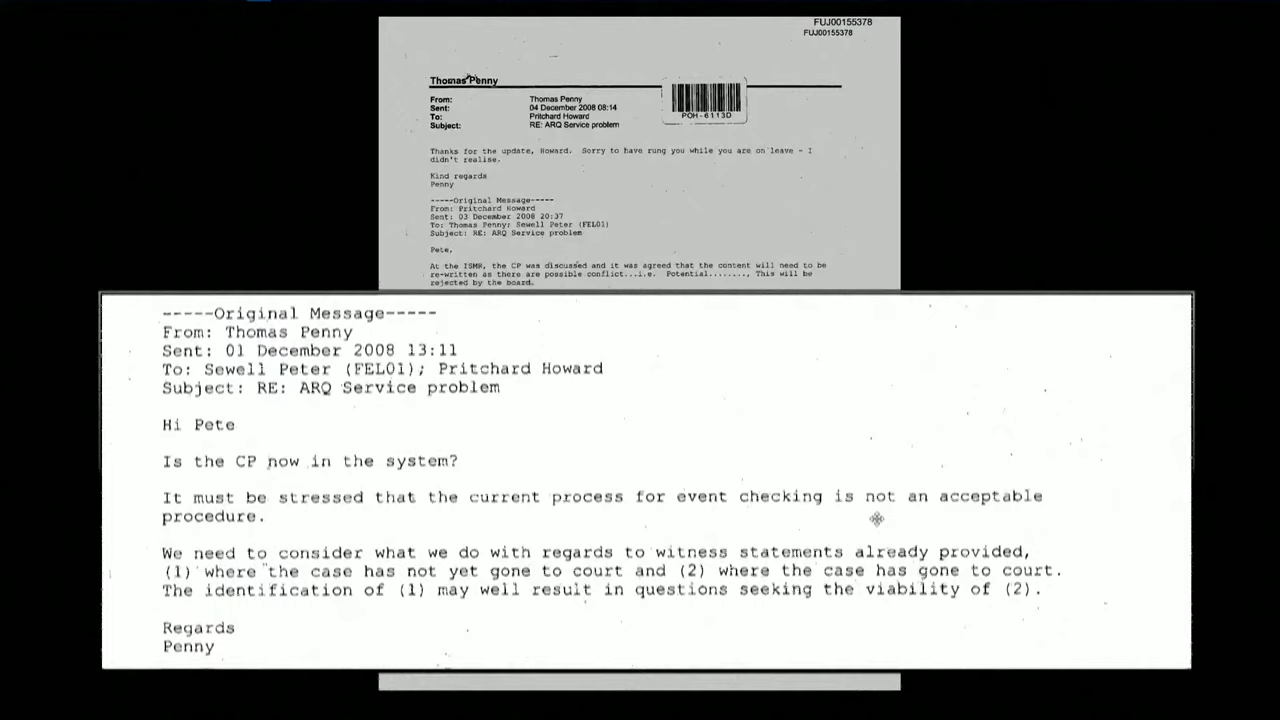 FUJ00155378
FUJ00155378
Thomas Penny
From: Thomas Penny
Sent: 04 December 2008 08:14
To: Pritchard Howard
Subject: RE: ARQ Service problem
POH-6113D
Thanks for the update, Howard. Sorry to have rung you while you are on leave - I
didn't realise.
Kind regards
Penny
-----Original Message-----
From: Pritchard Howard
Sent: 03 December 2008 20:37
To: Thomas Penny; Sewell Peter (FEL01)
Subject: RE: ARQ Service problem
Pete,
At the ISMR, the CP was discussed and it was agreed that the content will need to be
re-written as there are possible conflict...i.e. Potential........, This will be
rejected by the board.
-----Original Message-----
From: Thomas Penny
Sent: 01 December 2008 13:11
To: Sewell Peter (FEL01); Pritchard Howard
Subject: RE: ARQ Service problem
Hi Pete
Is the CP now in the system?
It must be stressed that the current process for event checking is not an acceptable
procedure.
We need to consider what we do with regards to witness statements already provided,
(1) where the case has not yet gone to court and (2) where the case has gone to court.
The identification of (1) may well result in questions seeking the viability of (2).
Regards
Penny